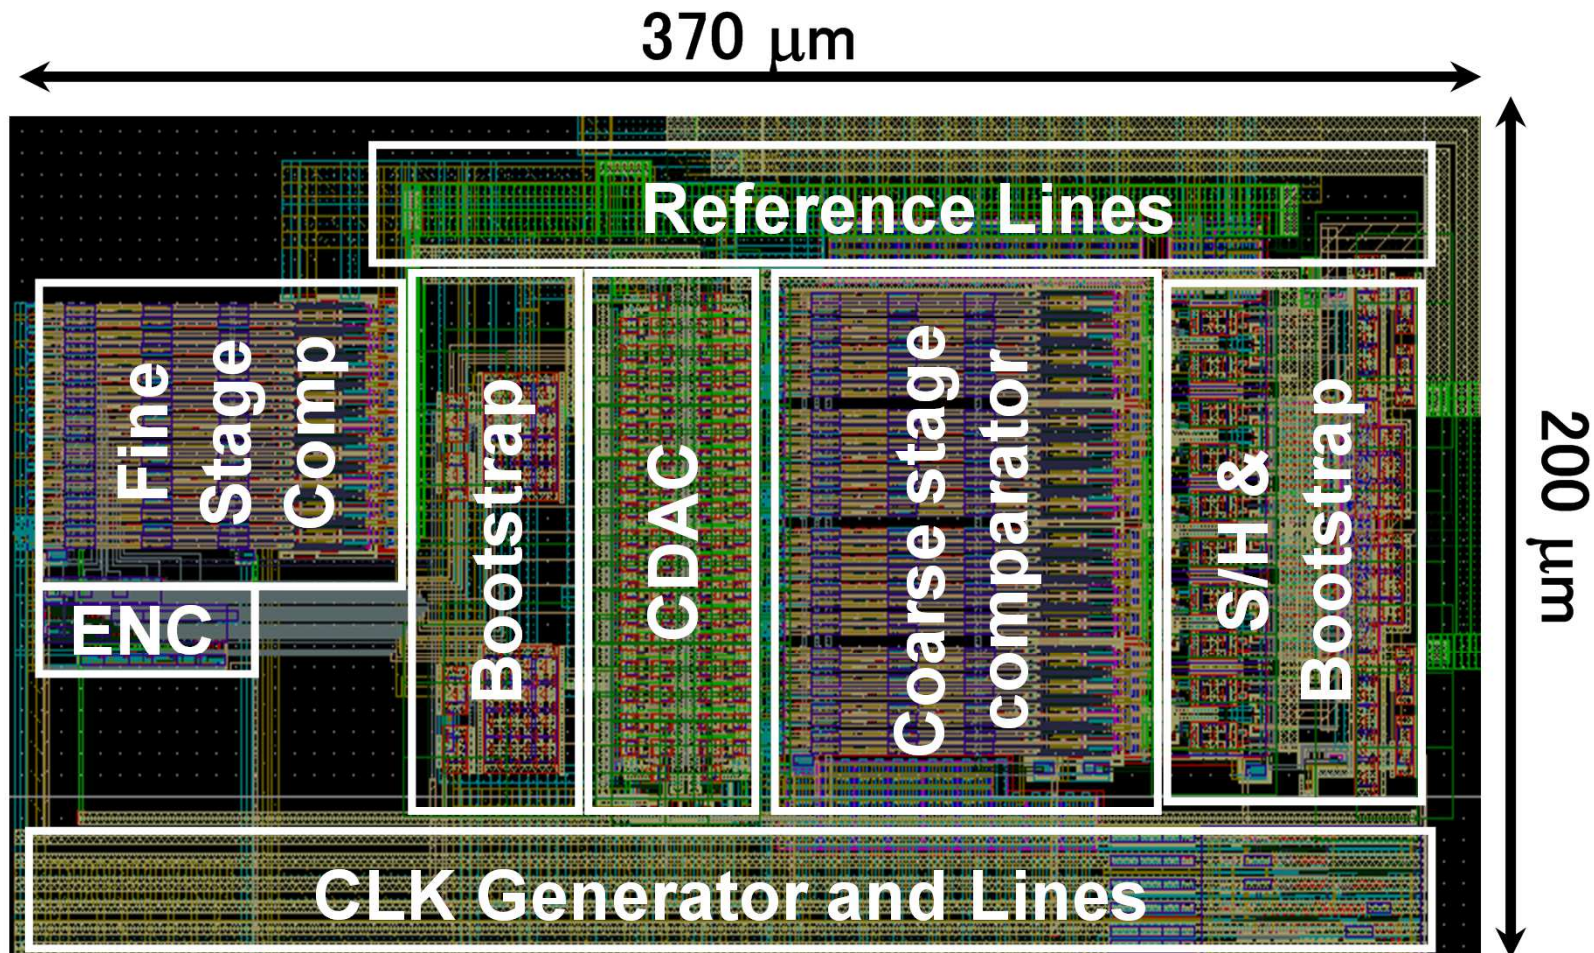 370 μm
Reference Lines
200 μm
Fine
Stage
Comp
ENC
Bootstrap
CDAC
Coarse stage
comparator
S/H &
Bootstrap
CLK Generator and Lines